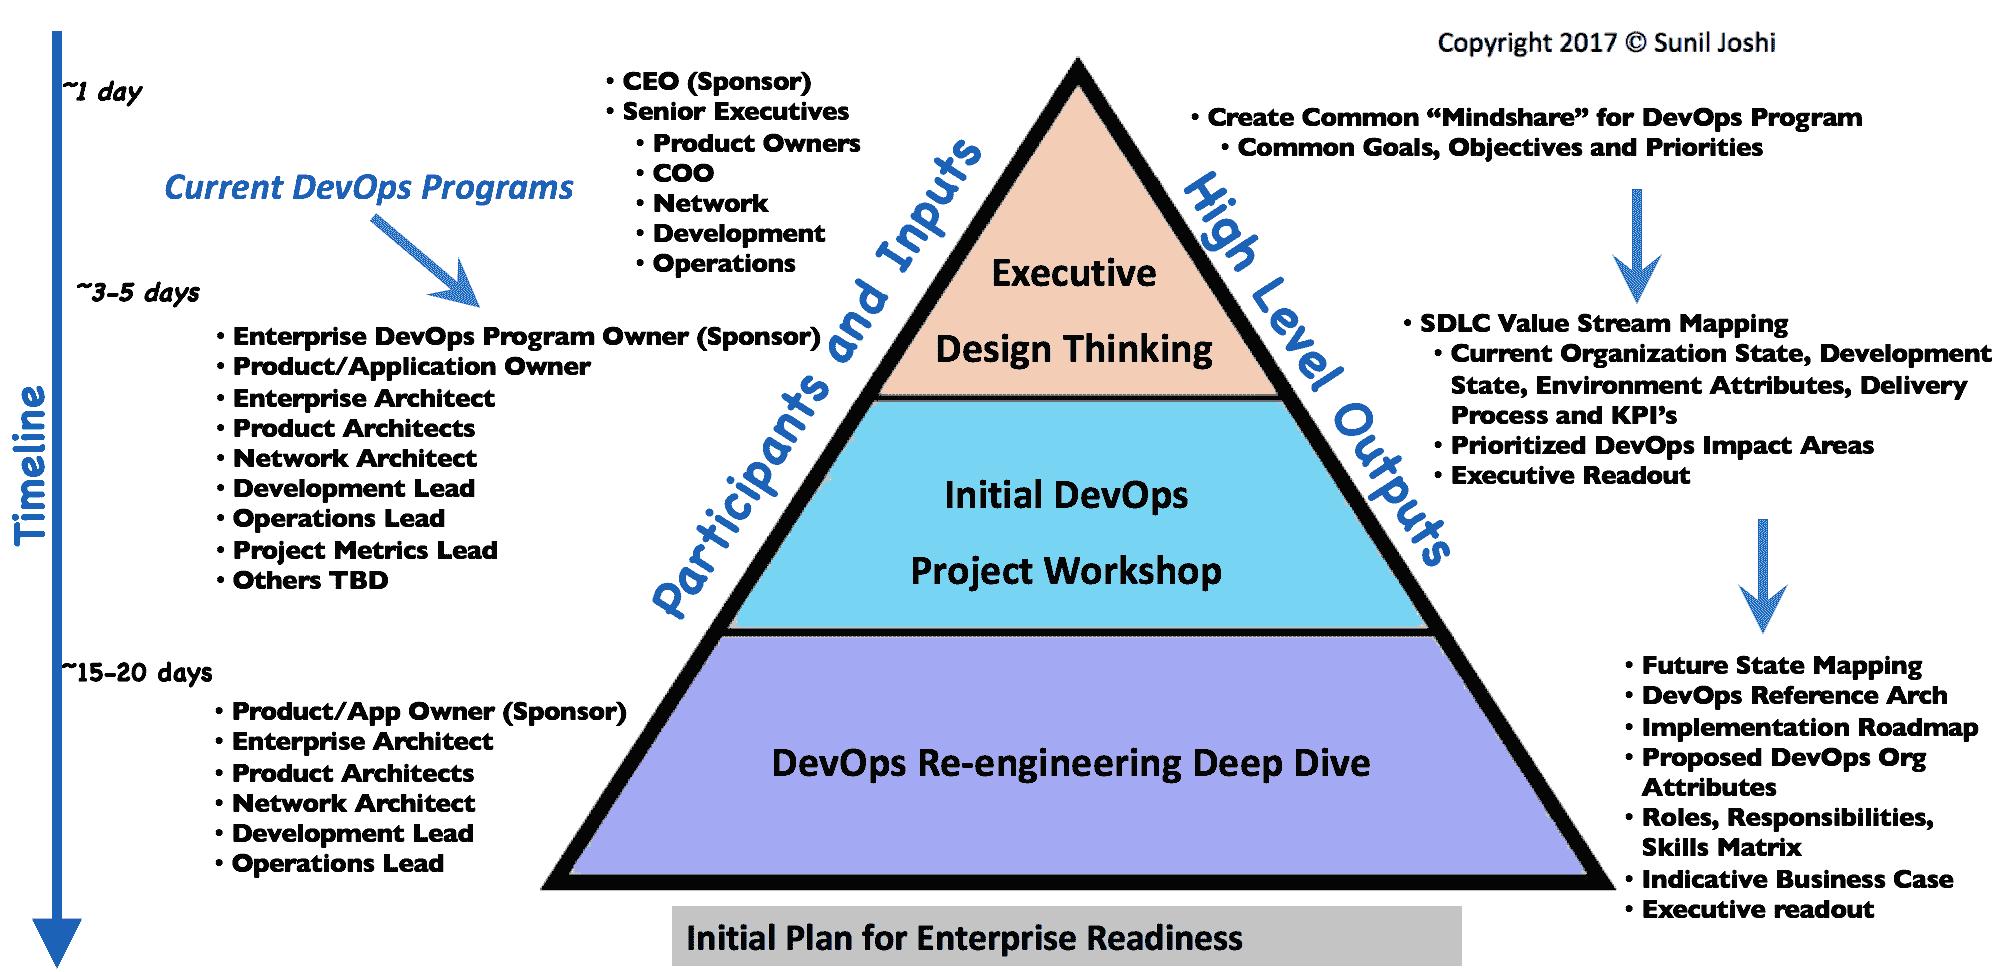 Copyright 2017 © Sunil Joshi
Timeline
~1 day
• CEO (Sponsor)
• Senior Executives
• Product Owners
• COO
• Network
• Development
• Operations
Current DevOps Programs
~3-5 days
• Enterprise DevOps Program Owner (Sponsor)
• Product/Application Owner
• Enterprise Architect
• Product Architects
• Network Architect
• Development Lead
• Operations Lead
• Project Metrics Lead
• Others TBD
~15-20 days
• Product/App Owner (Sponsor)
• Enterprise Architect
• Product Architects
• Network Architect
• Development Lead
• Operations Lead
Participants and Inputs
Executive
Design Thinking
Initial DevOps
Project Workshop
DevOps Re-engineering Deep Dive
High Level Outputs
• Create Common “Mindshare” for DevOps Program
• Common Goals, Objectives and Priorities
• SDLC Value Stream Mapping
• Current Organization State, Development
State, Environment Attributes, Delivery
Process and KPI’s
• Prioritized DevOps Impact Areas
• Executive Readout
• Future State Mapping
• DevOps Reference Arch
• Implementation Roadmap
• Proposed DevOps Org
Attributes
• Roles, Responsibilities,
Skills Matrix
• Indicative Business Case
• Executive readout
Initial Plan for Enterprise Readiness